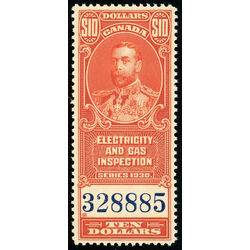 DOLLARS
$10 CANADA $10
ELECTRICITY
AND GAS
INSPECTION
SERIES 1930.
328885
TEN
DOLLARS